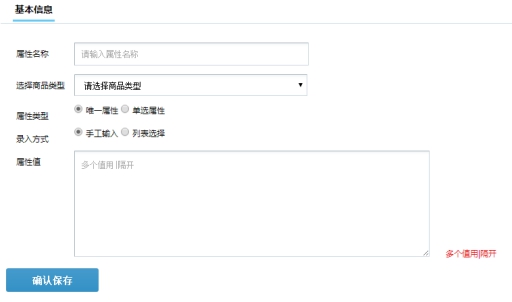 基本信息
属性名称 请输入属性名称
选择商品类型 请选择商品类型
属性类型 唯一属性 单选属性
录入方式 手工输入 列表选择
属性值 多个值用|隔开
多个值用|隔开
确认保存